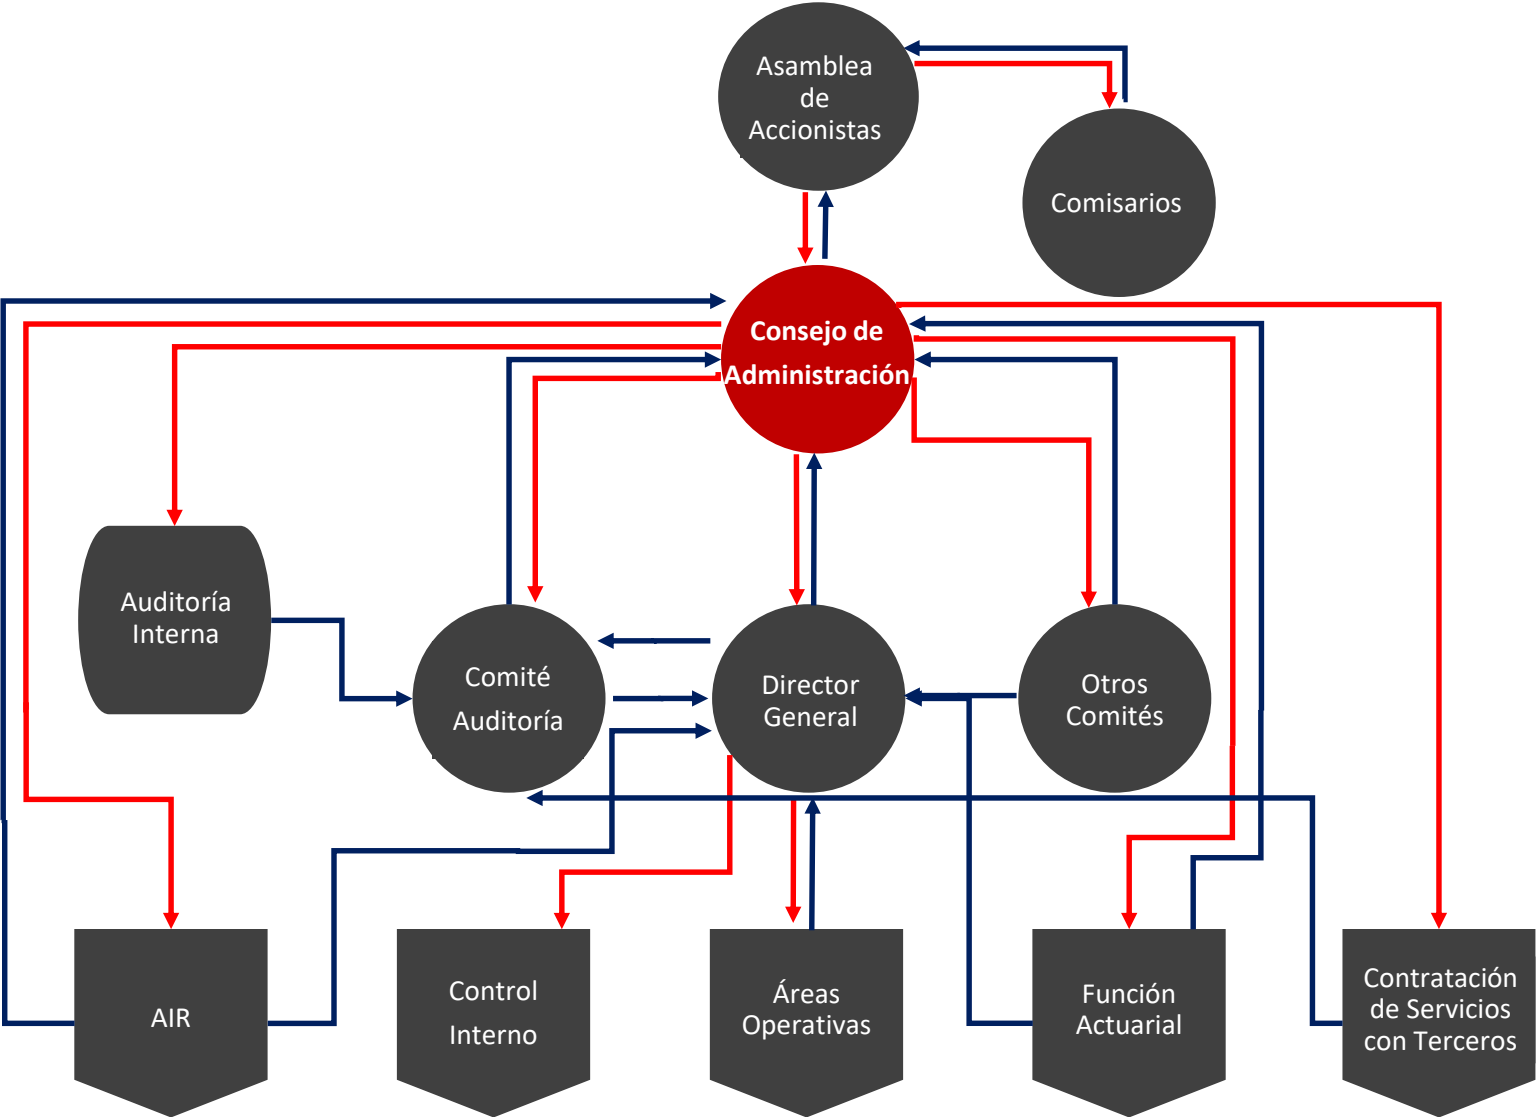 Asamblea
de
Accionistas
Comisarios
Consejo de
Administración
Auditoría
Interna
Comité
Auditoría
Director
General
Otros
Comités
AIR
Control
Interno
Áreas
Operativas
Función
Actuarial
Contratación
de Servicios
con Terceros